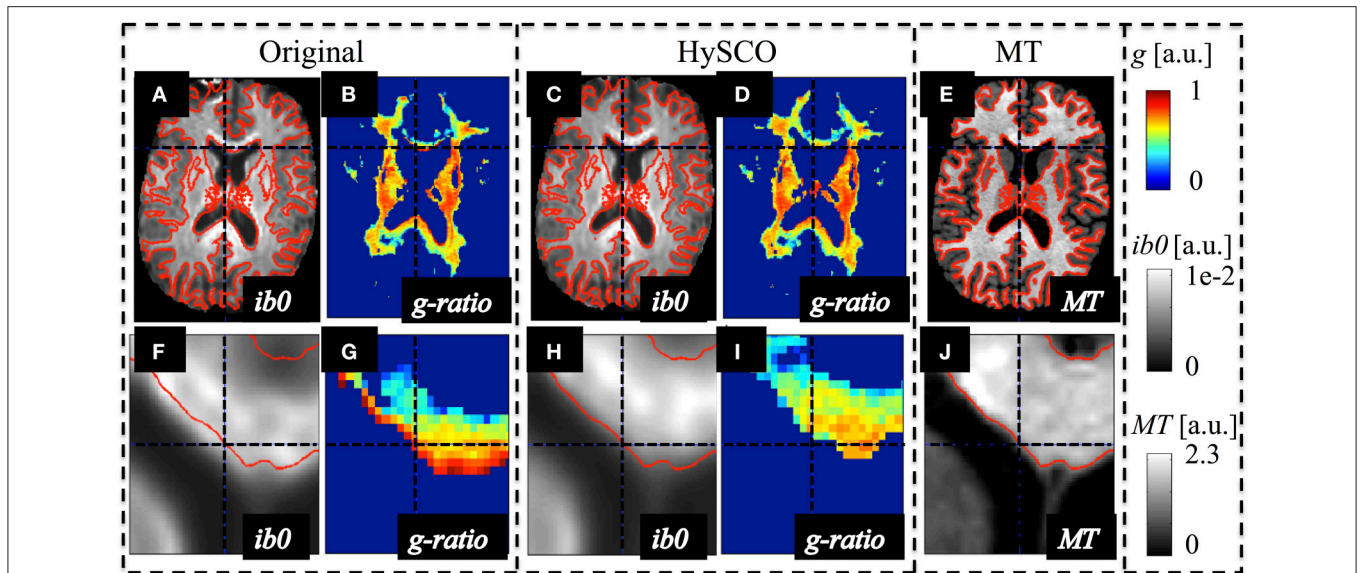 Original
HySCO
MT
A
ib0
B
g-ratio
C
ib0
D
g-ratio
E
MT
F
ib0
G
g-ratio
H
ib0
I
g-ratio
J
MT
g [a.u.]
1
0
ib0 [a.u.]
1e-2
0
MT [a.u.]
2.3
0